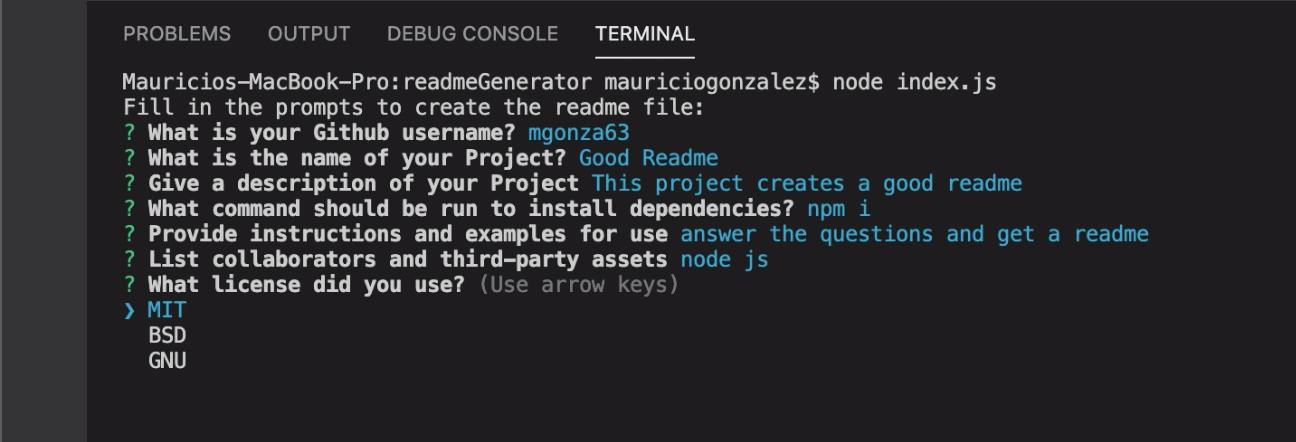 PROBLEMS OUTPUT DEBUG CONSOLE TERMINAL
Mauricios-MacBook-Pro:readmeGenerator mauriciogonzalez$ node index.js
Fill in the prompts to create the readme file:
? What is your Github username? mgonza63
? What is the name of your Project? Good Readme
? Give a description of your Project This project creates a good readme
? What command should be run to install dependencies? npm i
? Provide instructions and examples for use answer the questions and get a readme
? List collaborators and third-party assets node js
? What license did you use? (Use arrow keys)
❯ MIT
BSD
GNU